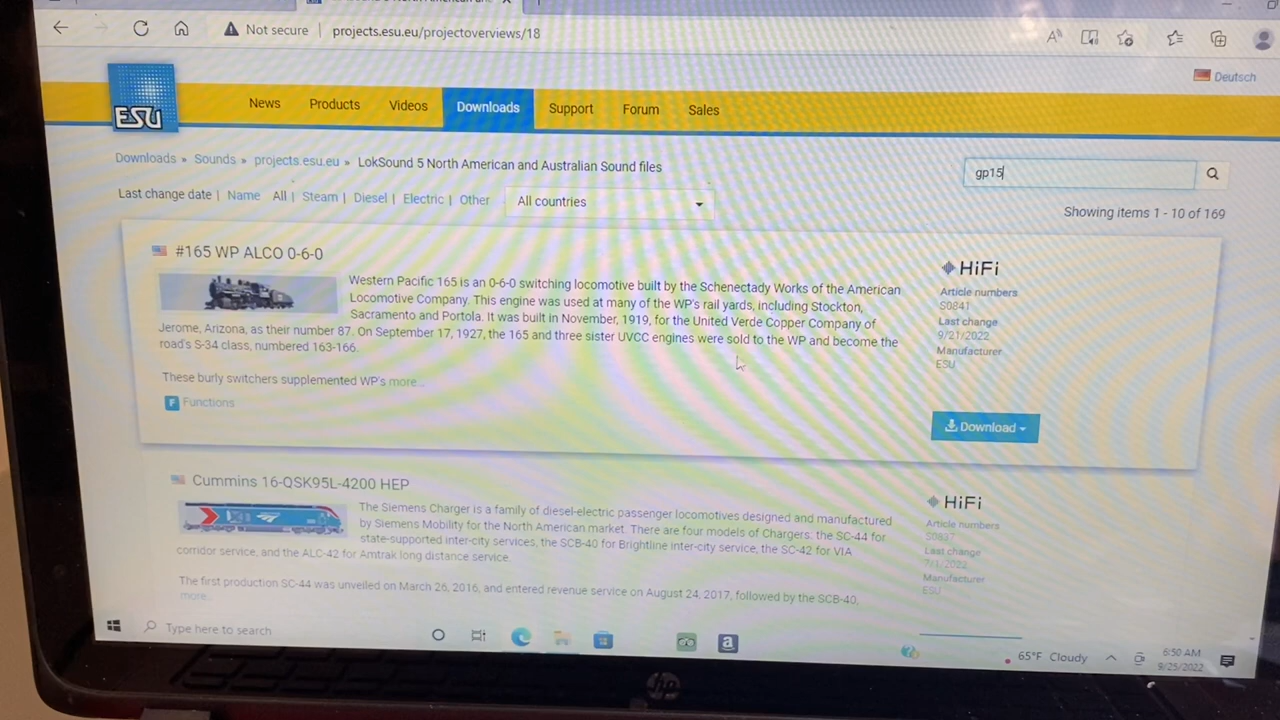 Not secure projects.esu.eu/projectoverviews/18
Deutsch
ESU
News Products Videos Downloads Support Forum Sales
Downloads » Sounds » projects.esu.eu » LokSound 5 North American and Australian Sound files
gp15
Last change date | Name All | Steam | Diesel | Electric | Other All countries
Showing items 1 - 10 of 169
#165 WP ALCO 0-6-0
Western Pacific 165 is an 0-6-0 switching locomotive built by the Schenectady Works of the American
Locomotive Company. This engine was used at many of the WP's rail yards, including Stockton,
Sacramento and Portola. It was built in November, 1919, for the United Verde Copper Company of
Jerome, Arizona, as their number 87. On September 17, 1927, the 165 and three sister UVCC engines were sold to the WP and become the
road's S-34 class, numbered 163-166.
These burly switchers supplemented WP's more...
F Functions
HiFi
Article numbers
S0841
Last change
9/21/2022
Manufacturer
ESU
Download
Cummins 16-QSK95L-4200 HEP
The Siemens Charger is a family of diesel-electric passenger locomotives designed and manufactured
by Siemens Mobility for the North American market. There are four models of Chargers: the SC-44 for
state-supported inter-city services, the SCB-40 for Brightline inter-city service, the SC-42 for VIA
corridor service, and the ALC-42 for Amtrak long distance service.
The first production SC-44 was unveiled on March 26, 2016, and entered revenue service on August 24, 2017, followed by the SCB-40,
more...
HiFi
Article numbers
S0837
Last change
7/1/2022
Manufacturer
ESU
Type here to search
65°F Cloudy
6:50 AM
9/25/2022
hp